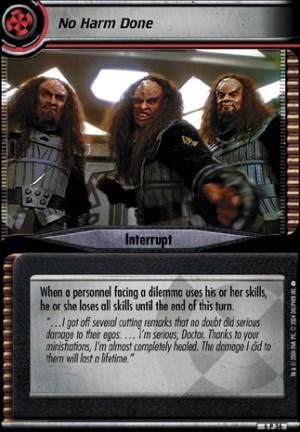 No Harm Done
Interrupt
When a personnel facing a dilemma uses his or her skills,
he or she loses all skills until the end of this turn.
"…I got off several cutting remarks that no doubt did serious
damage to their egos. … I'm serious, Doctor. Thanks to your
ministrations, I'm almost completely healed. The damage I did to
them will last a lifetime."